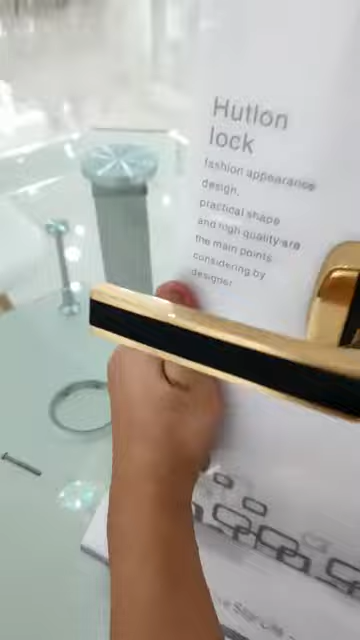 Hutlon
lock
fashion appearance
design,
practical shape
and high quality are
the main points
considering by
designer